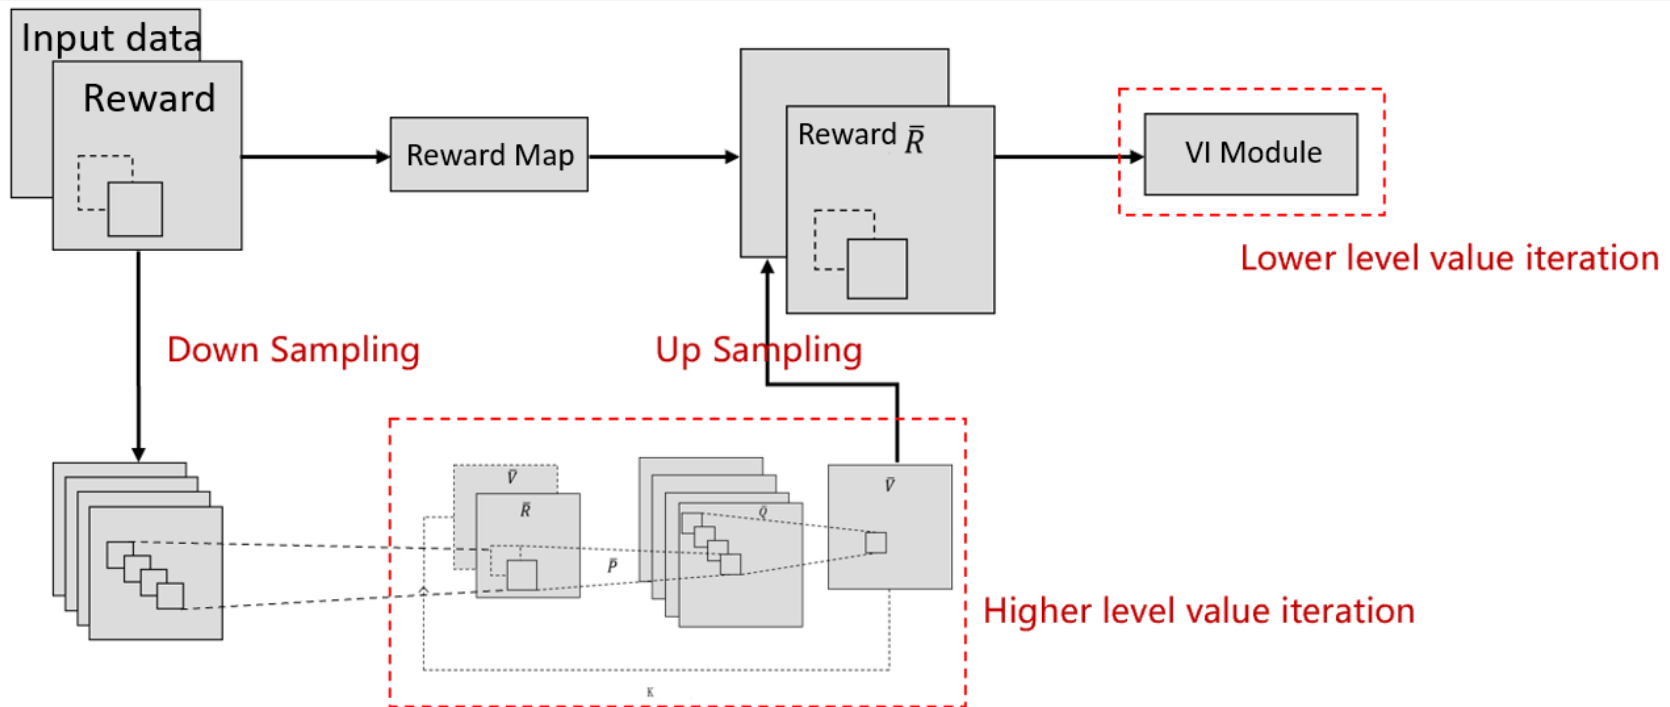 Input data
Reward
Reward Map
Reward R̄
VI Module
Lower level value iteration
Down Sampling
Up Sampling
V̄
R̄
P̄
Q̄
V̄
Higher level value iteration
K